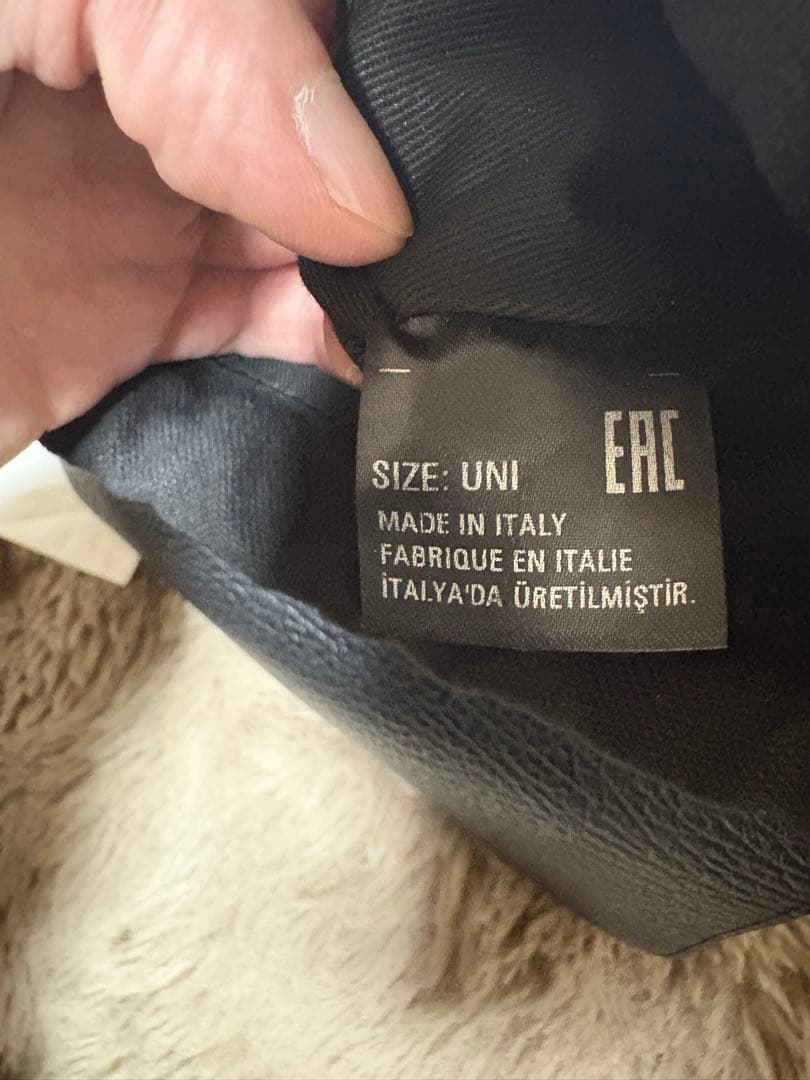 EAC
SIZE: UNI
MADE IN ITALY
FABRIQUE EN ITALIE
İTALYA'DA ÜRETİLMİŞTİR.